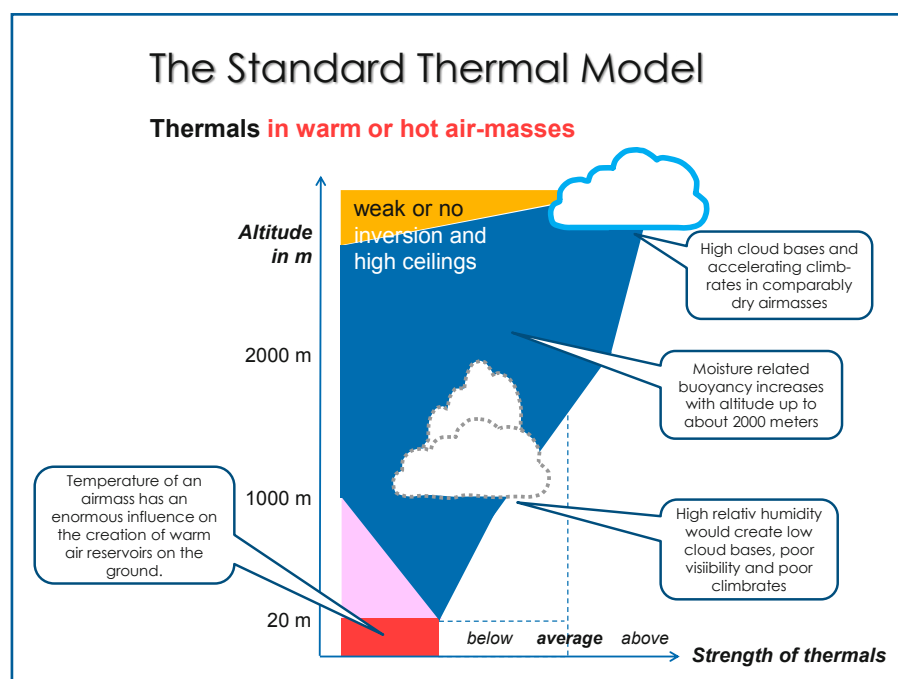 The Standard Thermal Model
Thermals in warm or hot air-masses
Altitude
in m
weak or no
inversion and
high ceilings
High cloud bases and
accelerating climb-
rates in comparably
dry airmasses
2000 m
Moisture related
buoyancy increases
with altitude up to
about 2000 meters
Temperature of an
airmass has an
enormous influence on
the creation of warm
air reservoirs on the
ground.
1000 m
High relativ humidity
would create low
cloud bases, poor
visiibility and poor
climbrates
20 m
below average above
Strength of thermals